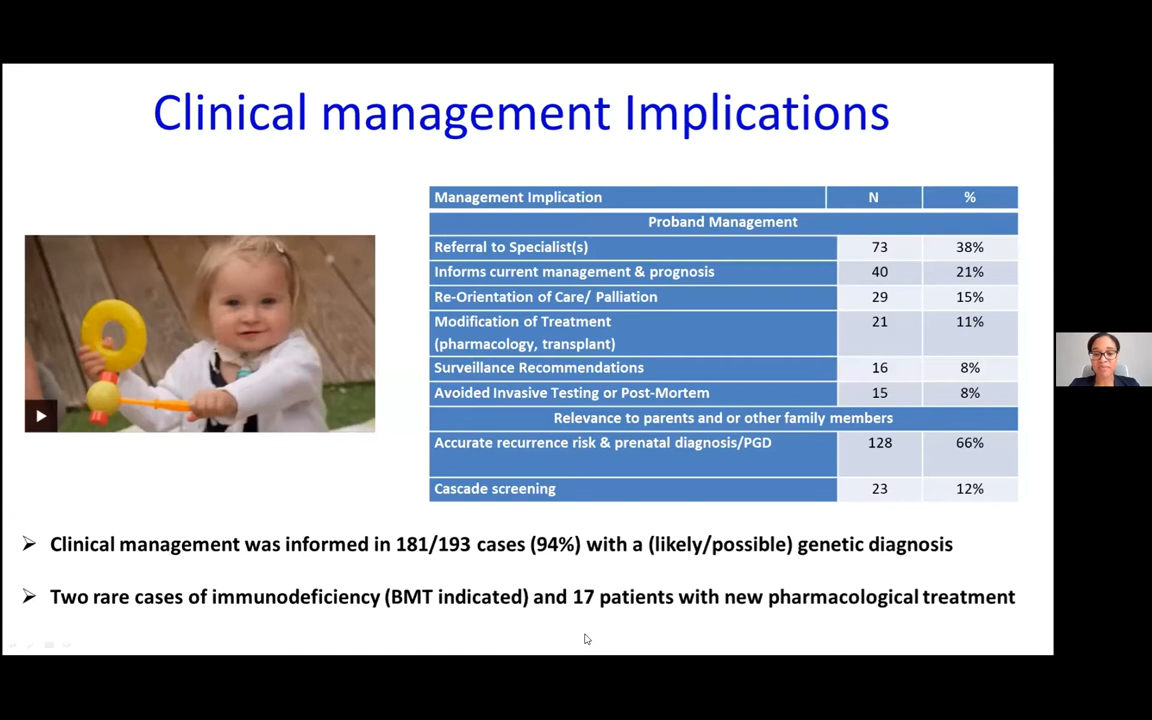 Clinical management Implications
Management Implication N %
Proband Management
Referral to Specialist(s) 73 38%
Informs current management & prognosis 40 21%
Re-Orientation of Care/ Palliation 29 15%
Modification of Treatment 21 11%
(pharmacology, transplant)
Surveillance Recommendations 16 8%
Avoided Invasive Testing or Post-Mortem 15 8%
Relevance to parents and or other family members
Accurate recurrence risk & prenatal diagnosis/PGD 128 66%
Cascade screening 23 12%
➢ Clinical management was informed in 181/193 cases (94%) with a (likely/possible) genetic diagnosis
➢ Two rare cases of immunodeficiency (BMT indicated) and 17 patients with new pharmacological treatment